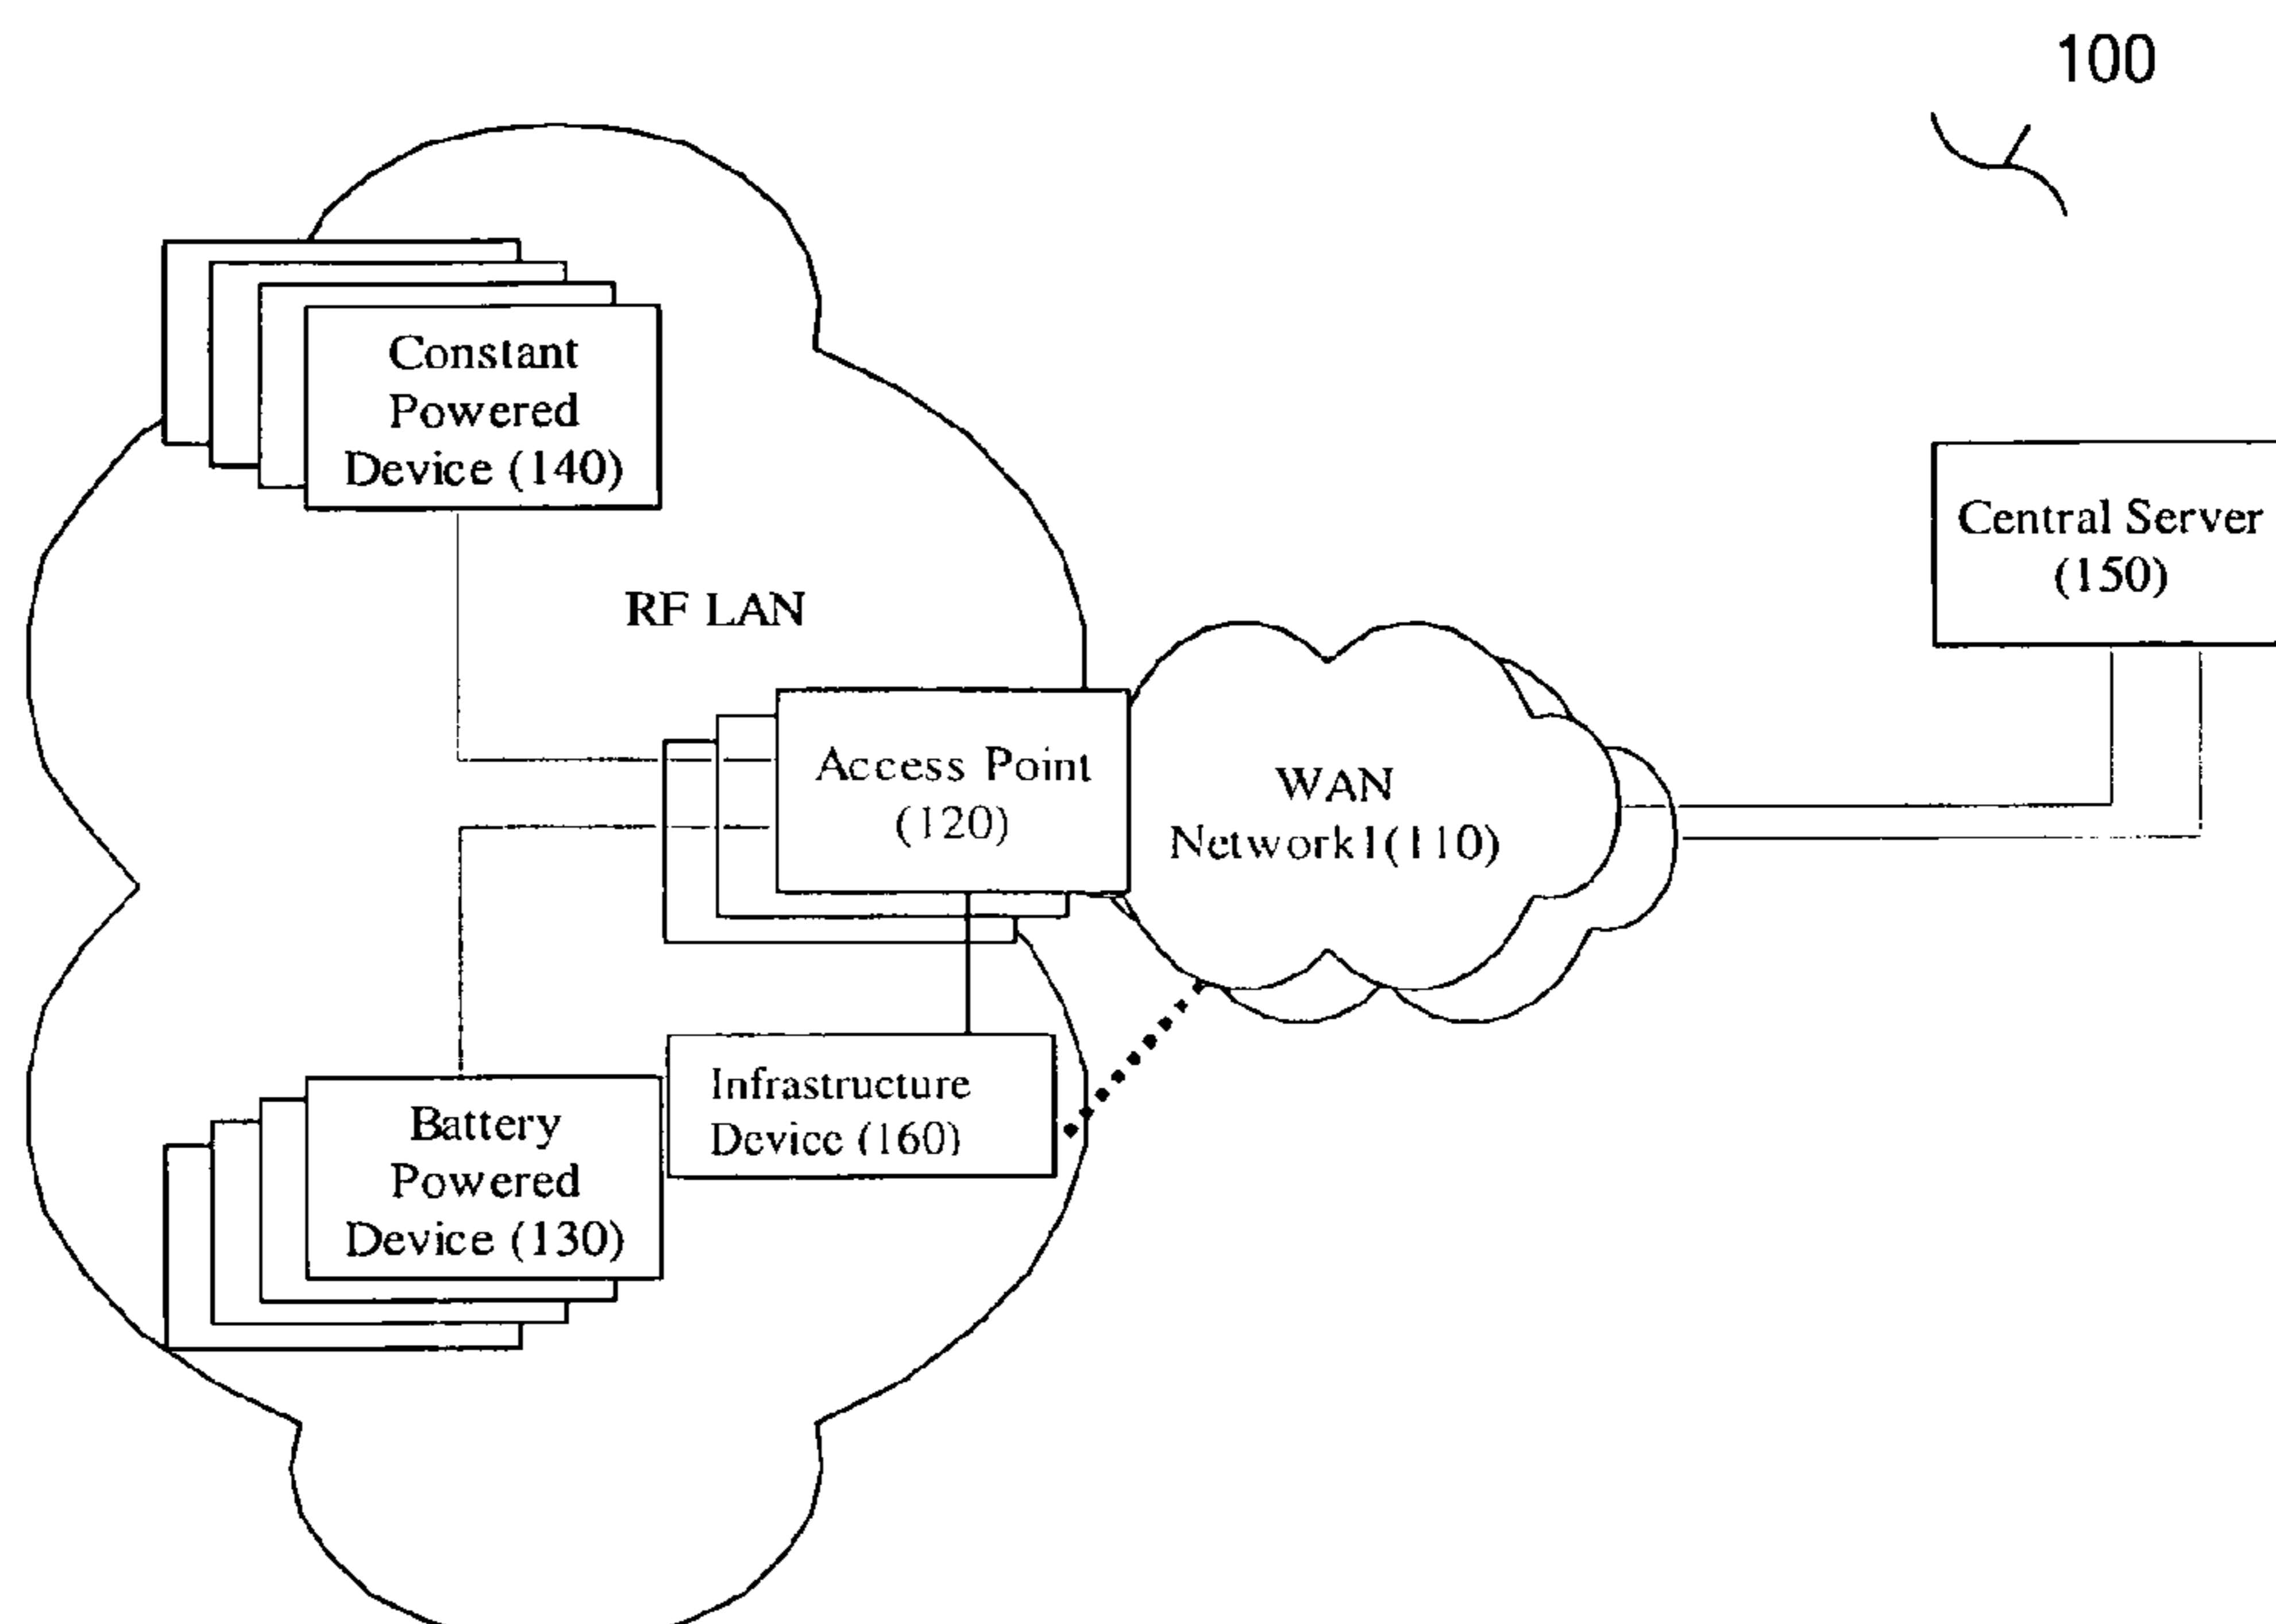 100
Constant
Powered
Device (140)
RF LAN
Central Server
(150)
Access Point
(120)
WAN
Network1(110)
Infrastructure
Device (160)
Battery
Powered
Device (130)